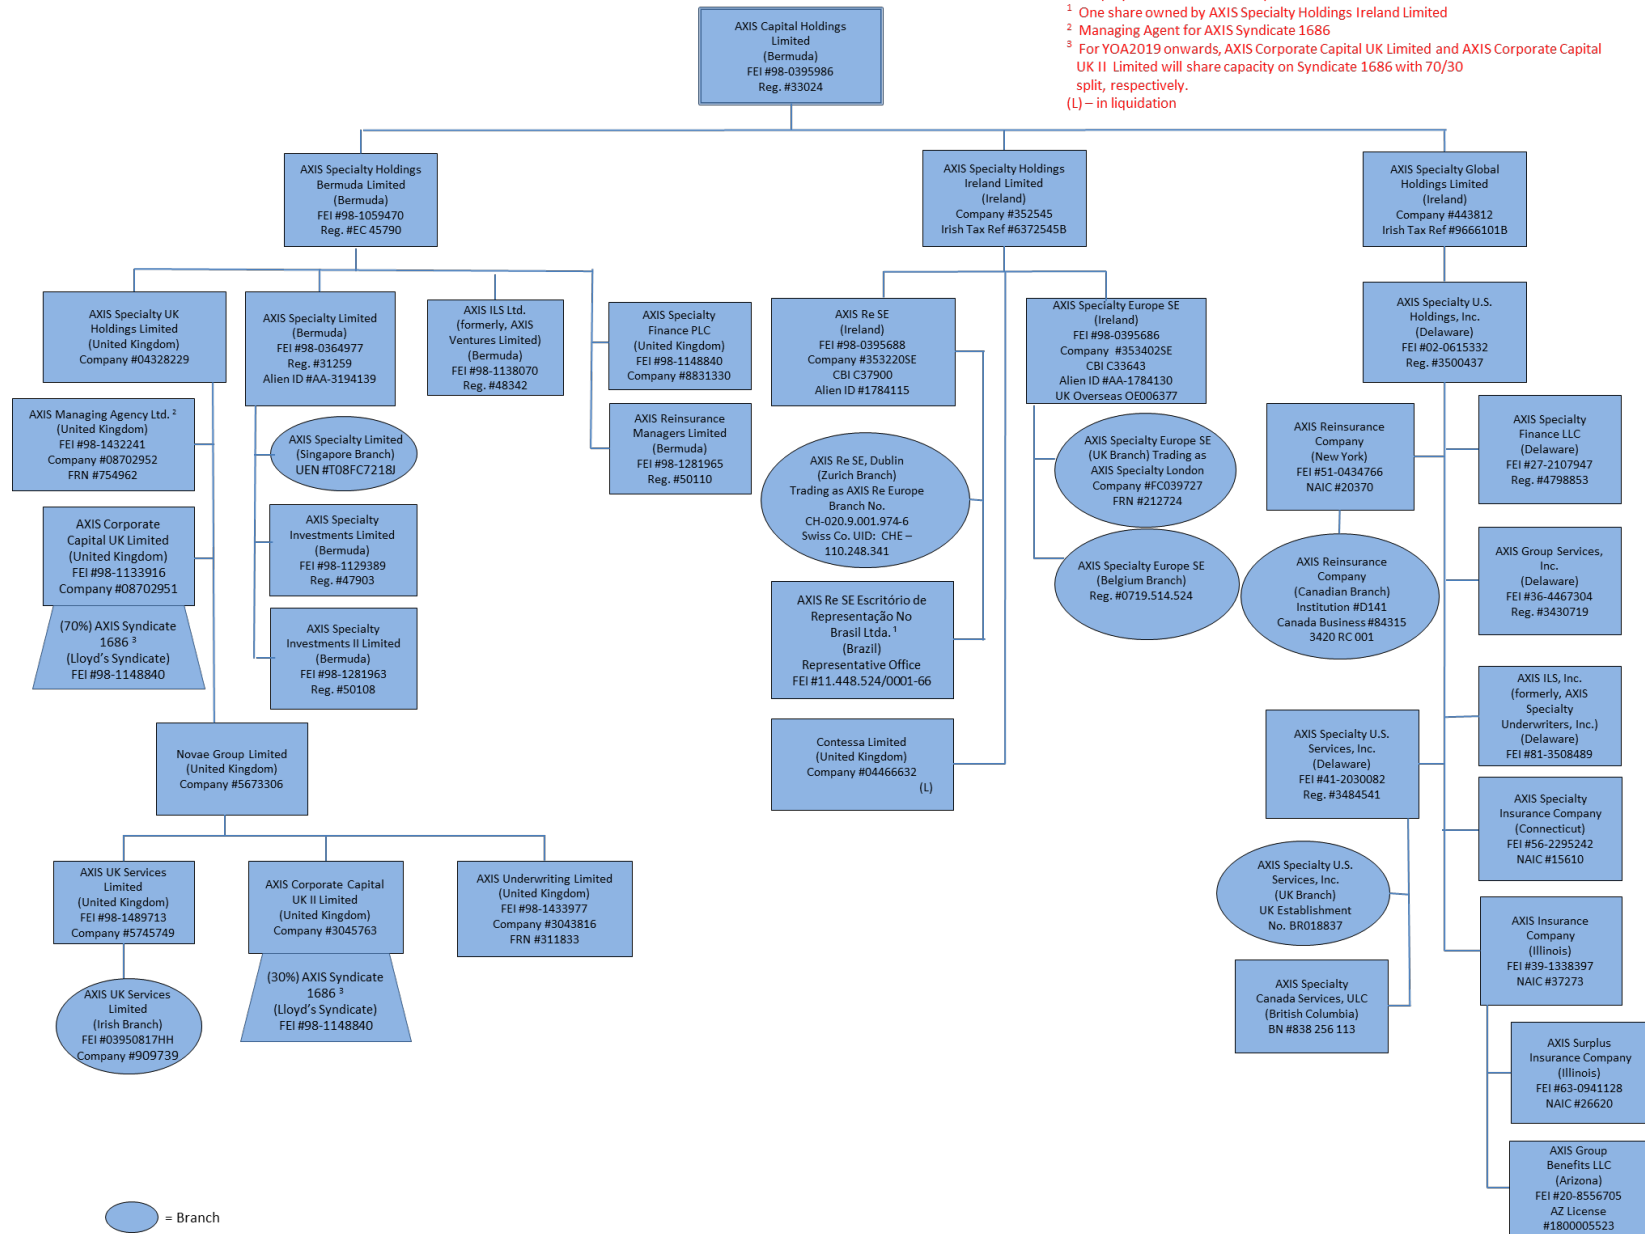 AXIS Capital Holdings
Limited
(Bermuda)
FEI #98-0395986
Reg. #33024
1 One share owned by AXIS Specialty Holdings Ireland Limited
2 Managing Agent for AXIS Syndicate 1686
3 For YOA2019 onwards, AXIS Corporate Capital UK Limited and AXIS Corporate Capital
UK II Limited will share capacity on Syndicate 1686 with 70/30
split, respectively.
(L) – in liquidation
AXIS Specialty Holdings
Bermuda Limited
(Bermuda)
FEI #98-1059470
Reg. #EC 45790
AXIS Specialty Holdings
Ireland Limited
(Ireland)
Company #352545
Irish Tax Ref #6372545B
AXIS Specialty Global
Holdings Limited
(Ireland)
Company #443812
Irish Tax Ref #9666101B
AXIS Specialty UK
Holdings Limited
(United Kingdom)
Company #04328229
AXIS Specialty Limited
(Bermuda)
FEI #98-0364977
Reg. #31259
Alien ID #AA-3194139
AXIS ILS Ltd.
(formerly, AXIS
Ventures Limited)
(Bermuda)
FEI #98-1138070
Reg. #48342
AXIS Specialty
Finance PLC
(United Kingdom)
FEI #98-1148840
Company #8831330
AXIS Re SE
(Ireland)
FEI #98-0395688
Company #353220SE
CBI C37900
Alien ID #1784115
AXIS Specialty Europe SE
(Ireland)
FEI #98-0395686
Company #353402SE
CBI C33643
Alien ID #AA-1784130
UK Overseas OE006377
AXIS Specialty U.S.
Holdings, Inc.
(Delaware)
FEI #02-0615332
Reg. #3500437
AXIS Managing Agency Ltd. 2
(United Kingdom)
FEI #98-1432241
Company #08702952
FRN #754962
AXIS Specialty Limited
(Singapore Branch)
UEN #T08FC7218J
AXIS Reinsurance
Managers Limited
(Bermuda)
FEI #98-1281965
Reg. #50110
AXIS Re SE, Dublin
(Zurich Branch)
Trading as AXIS Re Europe
Branch No.
CH-020.9.001.974-6
Swiss Co. UID: CHE –
110.248.341
AXIS Specialty Europe SE
(UK Branch) Trading as
AXIS Specialty London
Company #FC039727
FRN #212724
AXIS Reinsurance
Company
(New York)
FEI #51-0434766
NAIC #20370
AXIS Specialty
Finance LLC
(Delaware)
FEI #27-2107947
Reg. #4798853
AXIS Corporate
Capital UK Limited
(United Kingdom)
FEI #98-1133916
Company #08702951
AXIS Specialty
Investments Limited
(Bermuda)
FEI #98-1129389
Reg. #47903
AXIS Specialty Europe SE
(Belgium Branch)
Reg. #0719.514.524
AXIS Reinsurance
Company
(Canadian Branch)
Institution #D141
Canada Business #84315
3420 RC 001
AXIS Group Services,
Inc.
(Delaware)
FEI #36-4467304
Reg. #3430719
(70%) AXIS Syndicate
1686 3
(Lloyd's Syndicate)
FEI #98-1148840
AXIS Specialty
Investments II Limited
(Bermuda)
FEI #98-1281963
Reg. #50108
AXIS Re SE Escritório de
Representação No
Brasil Ltda. 1
(Brazil)
Representative Office
FEI #11.448.524/0001-66
AXIS ILS, Inc.
(formerly, AXIS
Specialty
Underwriters, Inc.)
(Delaware)
FEI #81-3508489
Novae Group Limited
(United Kingdom)
Company #5673306
Contessa Limited
(United Kingdom)
Company #04466632
(L)
AXIS Specialty U.S.
Services, Inc.
(Delaware)
FEI #41-2030082
Reg. #3484541
AXIS Specialty
Insurance Company
(Connecticut)
FEI #56-2295242
NAIC #15610
AXIS UK Services
Limited
(United Kingdom)
FEI #98-1489713
Company #5745749
AXIS Corporate Capital
UK II Limited
(United Kingdom)
Company #3045763
AXIS Underwriting Limited
(United Kingdom)
FEI #98-1433977
Company #3043816
FRN #311833
AXIS Specialty U.S.
Services, Inc.
(UK Branch)
UK Establishment
No. BR018837
AXIS Insurance
Company
(Illinois)
FEI #39-1338397
NAIC #37273
AXIS UK Services
Limited
(Irish Branch)
FEI #03950817HH
Company #909739
(30%) AXIS Syndicate
1686 3
(Lloyd's Syndicate)
FEI #98-1148840
AXIS Specialty
Canada Services, ULC
(British Columbia)
BN #838 256 113
AXIS Surplus
Insurance Company
(Illinois)
FEI #63-0941128
NAIC #26620
AXIS Group
Benefits LLC
(Arizona)
FEI #20-8556705
AZ License
#1800005523
= Branch